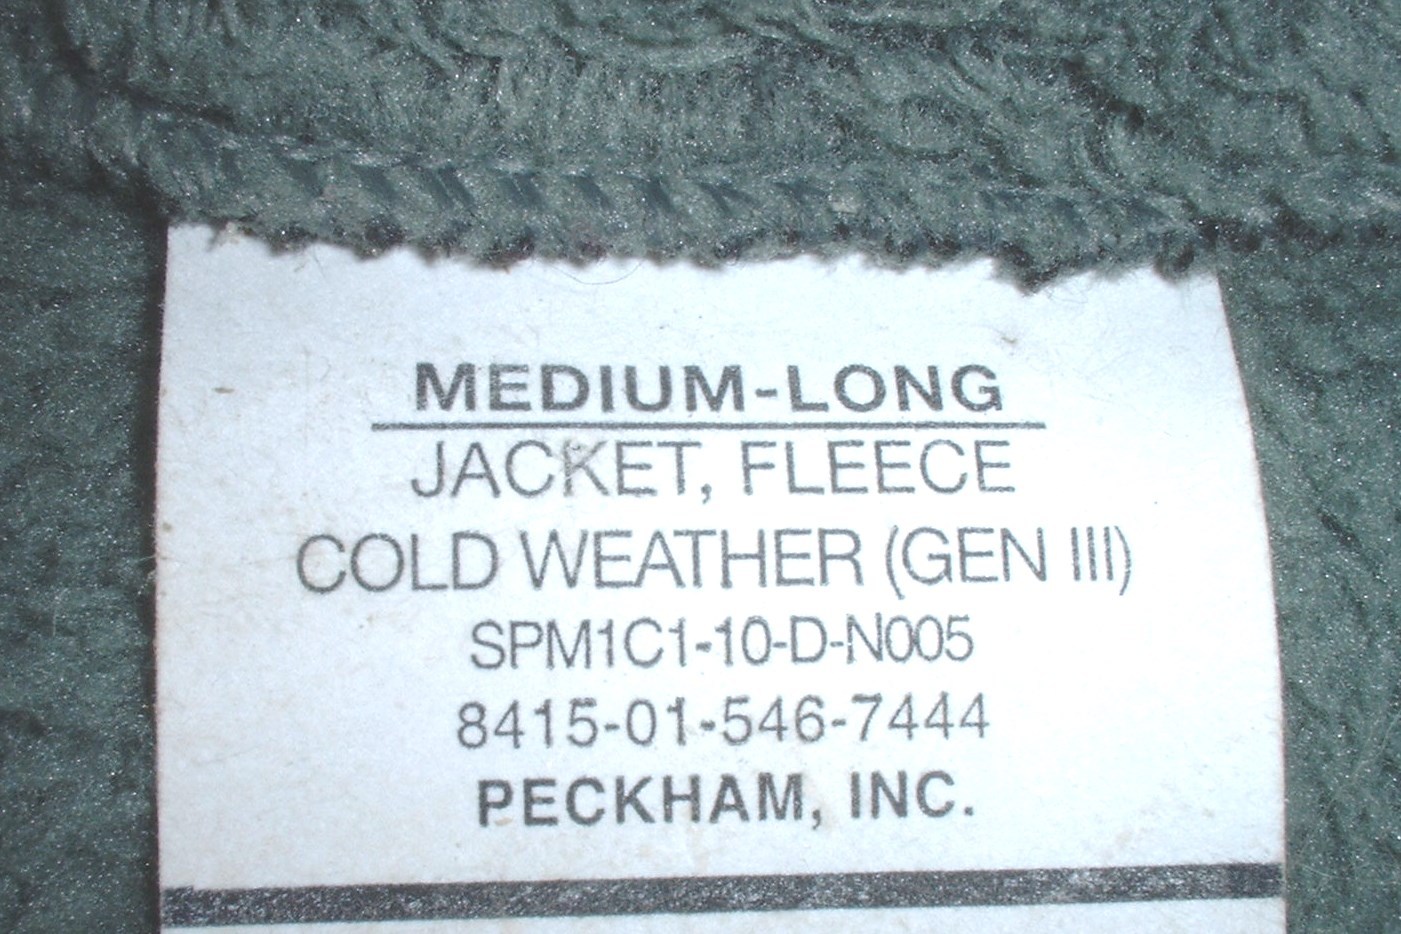 MEDIUM-LONG
JACKET, FLEECE
COLD WEATHER (GEN III)
SPM1C1-10-D-N005
8415-01-546-7444
PECKHAM, INC.